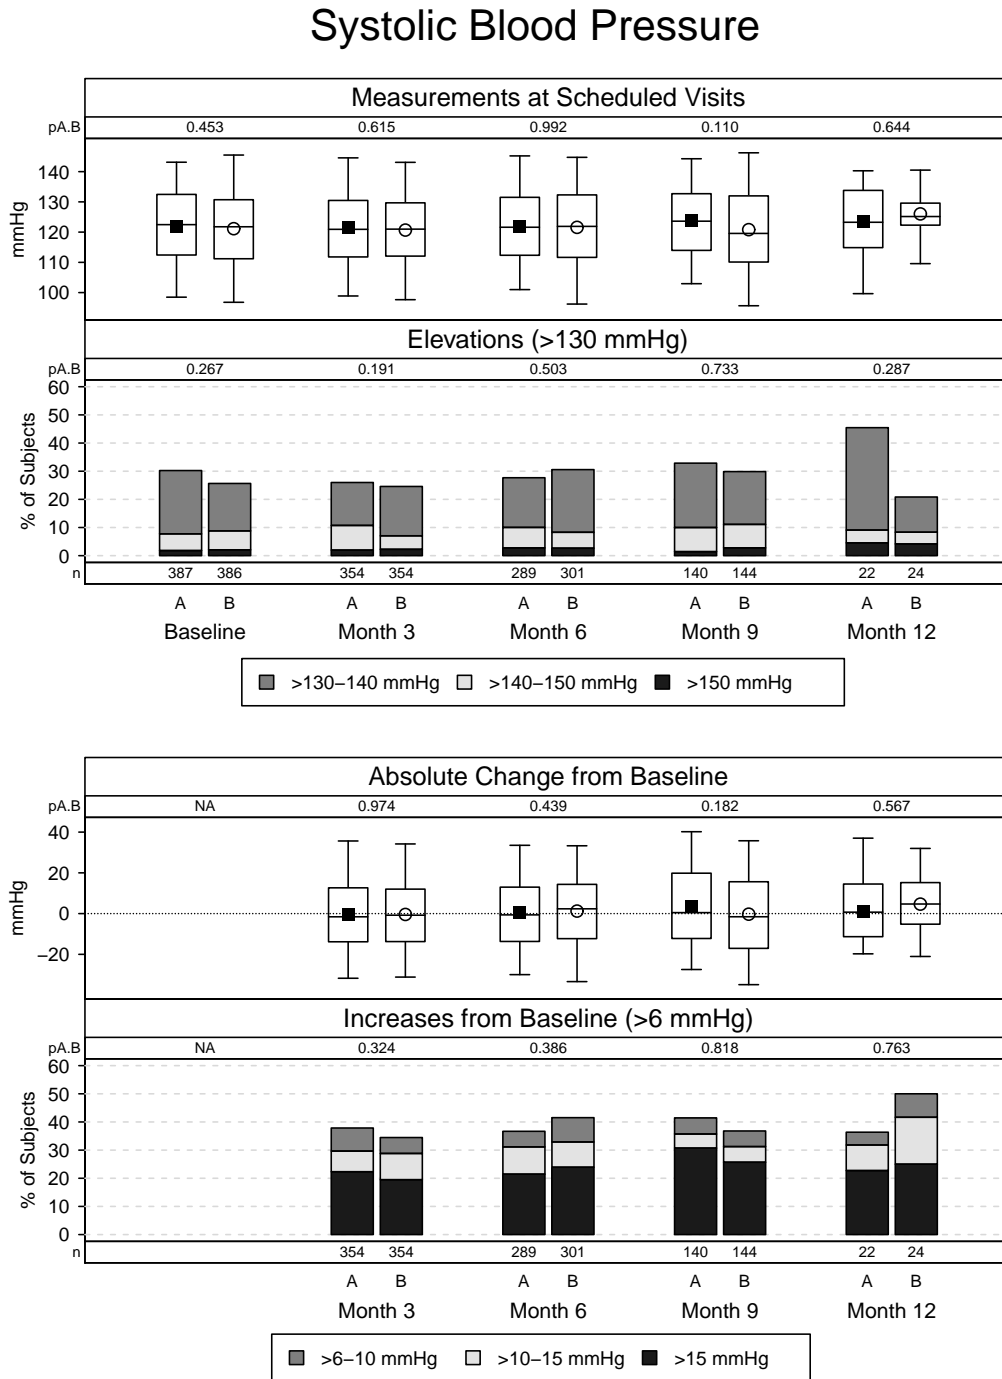 Systolic Blood Pressure
Measurements at Scheduled Visits
pA.B 0.453 0.615 0.992 0.110 0.644
mmHg
140
130
120
110
100
Elevations (>130 mmHg)
pA.B 0.267 0.191 0.503 0.733 0.287
% of Subjects
60
50
40
30
20
10
0
n 387 386 354 354 289 301 140 144 22 24
A B A B A B A B A B
Baseline Month 3 Month 6 Month 9 Month 12
>130–140 mmHg >140–150 mmHg >150 mmHg
Absolute Change from Baseline
pA.B NA 0.974 0.439 0.182 0.567
mmHg
40
20
0
−20
Increases from Baseline (>6 mmHg)
pA.B NA 0.324 0.386 0.818 0.763
% of Subjects
60
50
40
30
20
10
0
n 354 354 289 301 140 144 22 24
A B A B A B A B
Month 3 Month 6 Month 9 Month 12
>6–10 mmHg >10–15 mmHg >15 mmHg